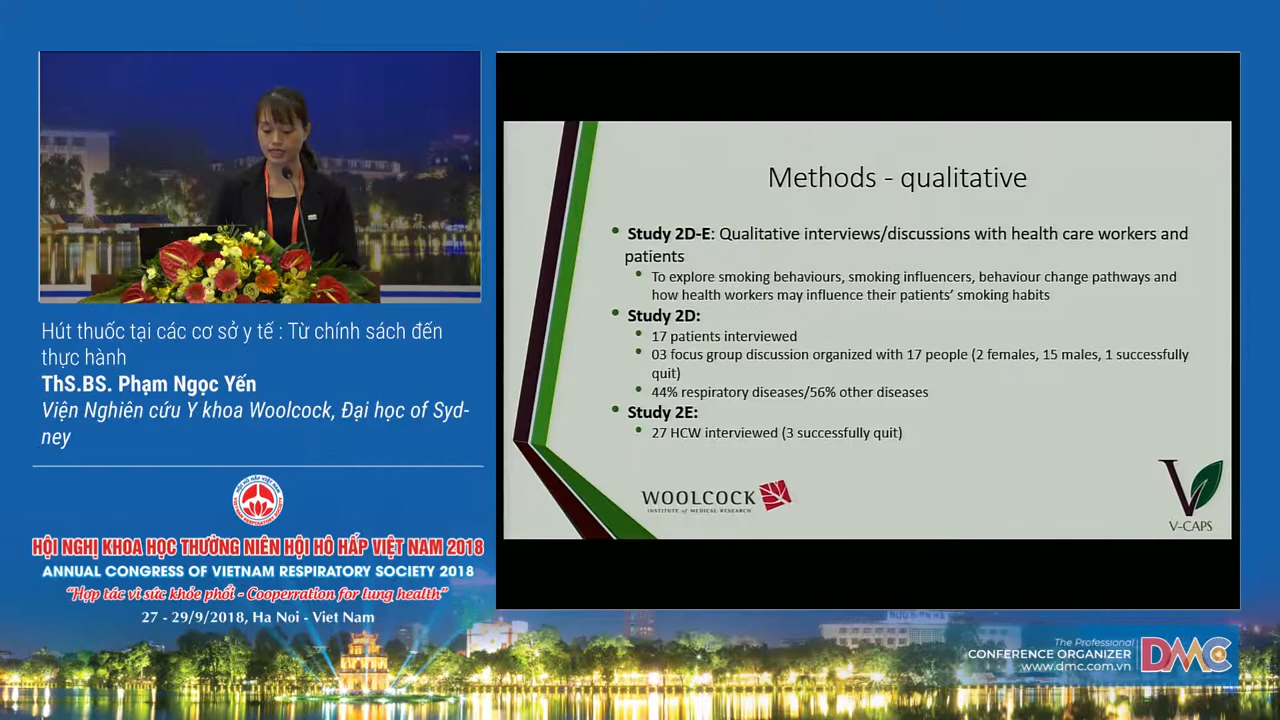 Hút thuốc tại các cơ sở y tế : Từ chính sách đến
thực hành
ThS.BS. Phạm Ngọc Yến
Viện Nghiên cứu Y khoa Woolcock, Đại học of Syd-
ney
HỘI NGHỊ KHOA HỌC THƯỜNG NIÊN HỘI HÔ HẤP VIỆT NAM 2018
ANNUAL CONGRESS OF VIETNAM RESPIRATORY SOCIETY 2018
“Hợp tác vì sức khỏe phổi - Cooperration for lung health”
27 - 29/9/2018, Ha Noi - Viet Nam
Methods - qualitative
• Study 2D-E: Qualitative interviews/discussions with health care workers and
patients
• To explore smoking behaviours, smoking influencers, behaviour change pathways and
how health workers may influence their patients’ smoking habits
• Study 2D:
• 17 patients interviewed
• 03 focus group discussion organized with 17 people (2 females, 15 males, 1 successfully
quit)
• 44% respiratory diseases/56% other diseases
• Study 2E:
• 27 HCW interviewed (3 successfully quit)
WOOLCOCK
INSTITUTE of MEDICAL RESEARCH
V-CAPS
The Professional
CONFERENCE ORGANIZER
www.dmc.com.vn
DMC